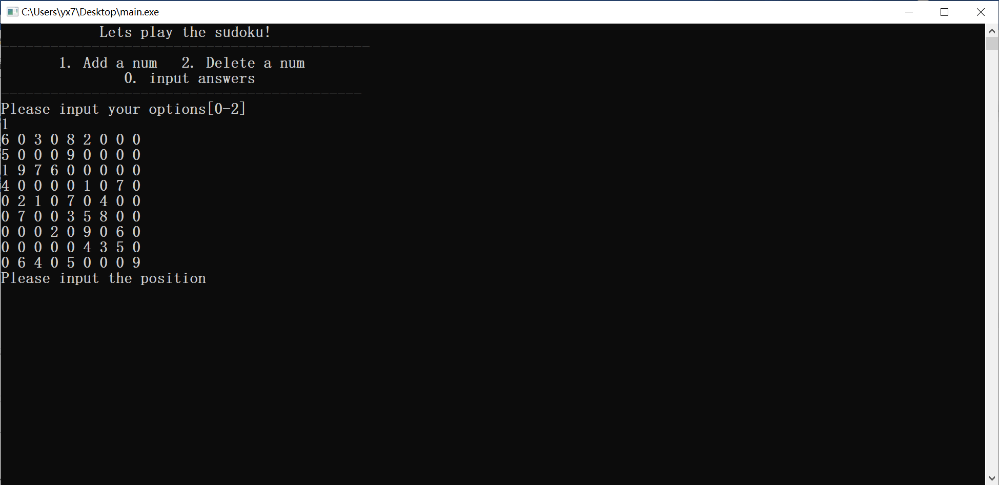 C:\Users\yx7\Desktop\main.exe
Lets play the sudoku!
---------------------------------------------
1. Add a num   2. Delete a num
0. input answers
--------------------------------------------
Please input your options[0-2]
1
6 0 3 0 8 2 0 0 0
5 0 0 0 9 0 0 0 0
1 9 7 6 0 0 0 0 0
4 0 0 0 0 1 0 7 0
0 2 1 0 7 0 4 0 0
0 7 0 0 3 5 8 0 0
0 0 0 2 0 9 0 6 0
0 0 0 0 0 4 3 5 0
0 6 4 0 5 0 0 0 9
Please input the position